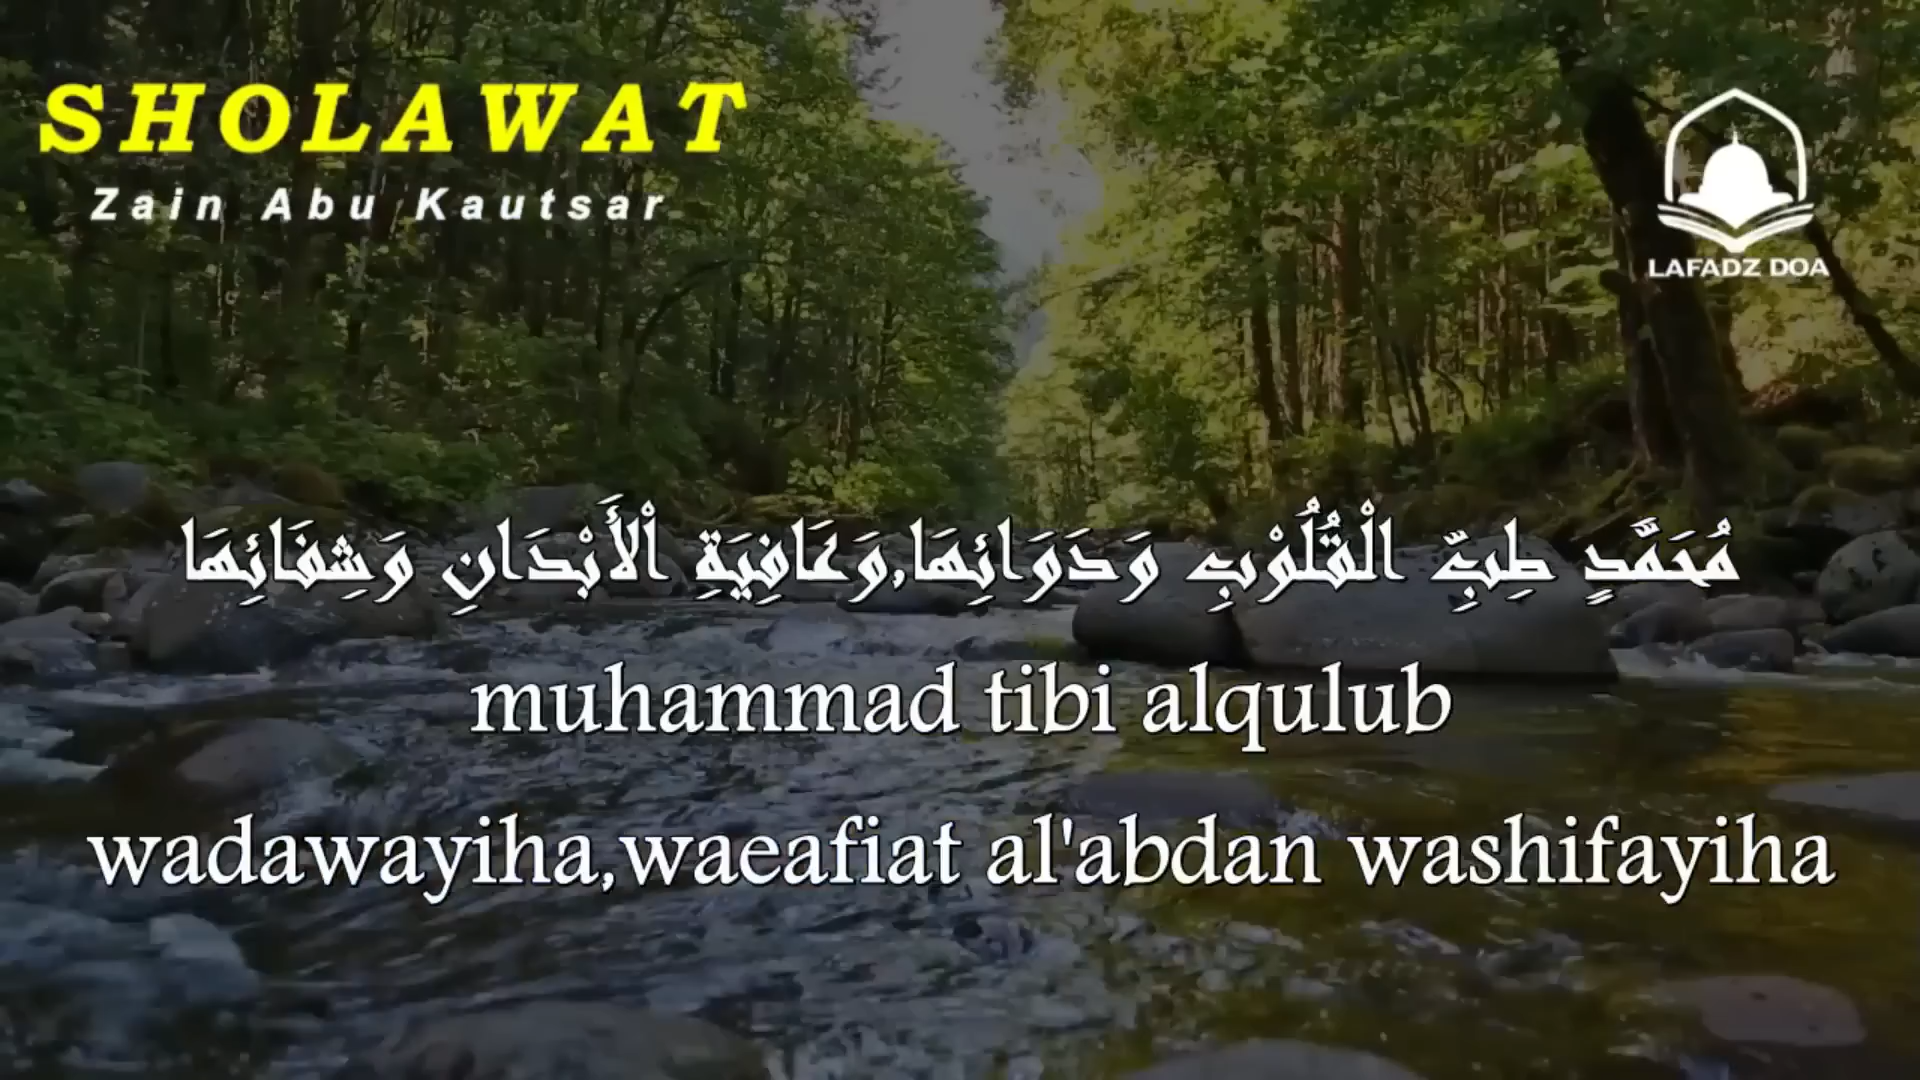 SHOLAWAT
Zain Abu Kautsar
LAFADZ DOA
مُحَمَّدٍ طِبِّ الْقُلُوْبِ وَدَوَائِهَا,وَعَافِيَةِ اْلأَبْدَانِ وَشِفَائِهَا
muhammad tibi alqulub
wadawayiha,waeafiat al'abdan washifayiha